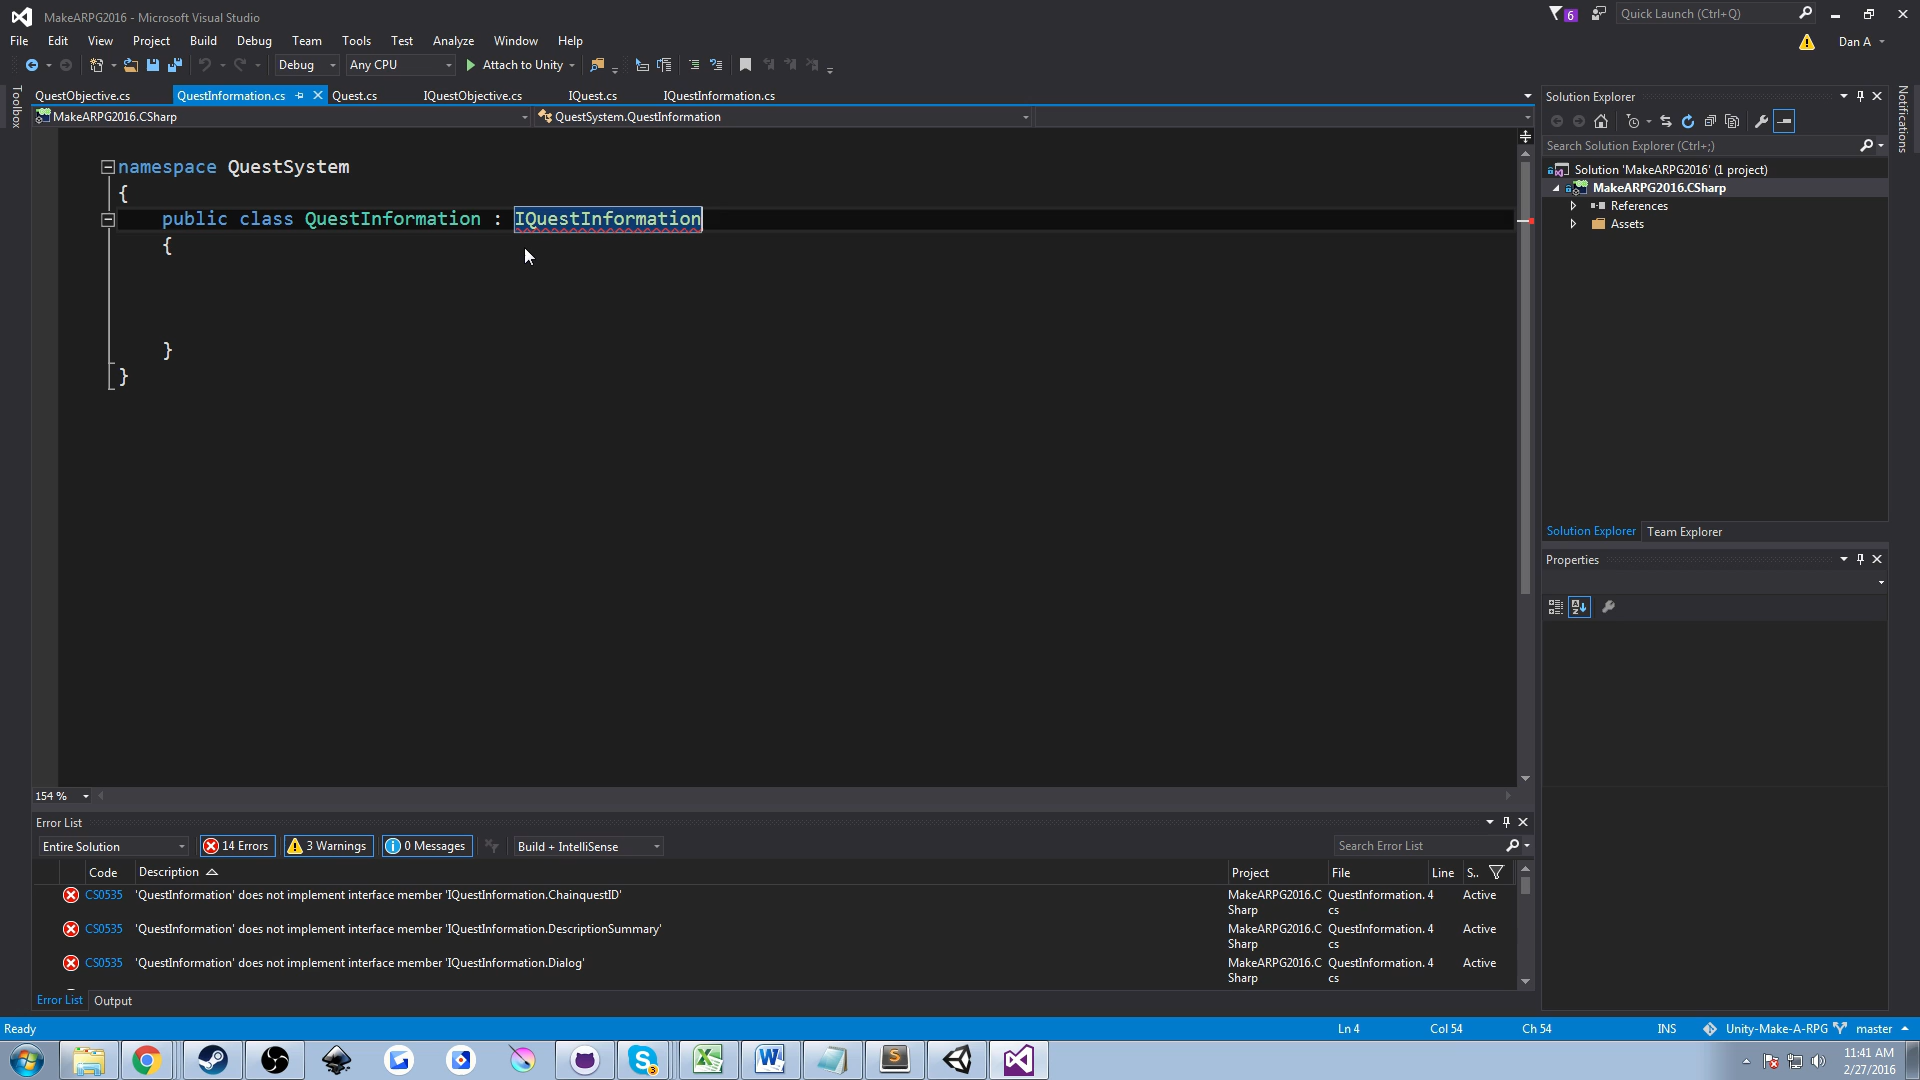 MakeARPG2016 - Microsoft Visual Studio
6
Quick Launch (Ctrl+Q)
File Edit View Project Build Debug Team Tools Test Analyze Window Help
Dan A
Debug Any CPU Attach to Unity
Toolbox
QuestObjective.cs QuestInformation.cs Quest.cs IQuestObjective.cs IQuest.cs IQuestInformation.cs
MakeARPG2016.CSharp QuestSystem.QuestInformation
namespace QuestSystem
{
public class QuestInformation : IQuestInformation
{
}
}
154 %
Solution Explorer
Notifications
Search Solution Explorer (Ctrl+;)
Solution 'MakeARPG2016' (1 project)
MakeARPG2016.CSharp
References
Assets
Solution Explorer Team Explorer
Properties
Error List
Entire Solution 14 Errors 3 Warnings 0 Messages Build + IntelliSense Search Error List
Code Description Project File Line S..
CS0535 'QuestInformation' does not implement interface member 'IQuestInformation.ChainquestID' MakeARPG2016.C QuestInformation. 4 Active
Sharp cs
CS0535 'QuestInformation' does not implement interface member 'IQuestInformation.DescriptionSummary' MakeARPG2016.C QuestInformation. 4 Active
Sharp cs
CS0535 'QuestInformation' does not implement interface member 'IQuestInformation.Dialog' MakeARPG2016.C QuestInformation. 4 Active
Sharp cs
Error List Output
Ready Ln 4 Col 54 Ch 54 INS Unity-Make-A-RPG master
11:41 AM
2/27/2016